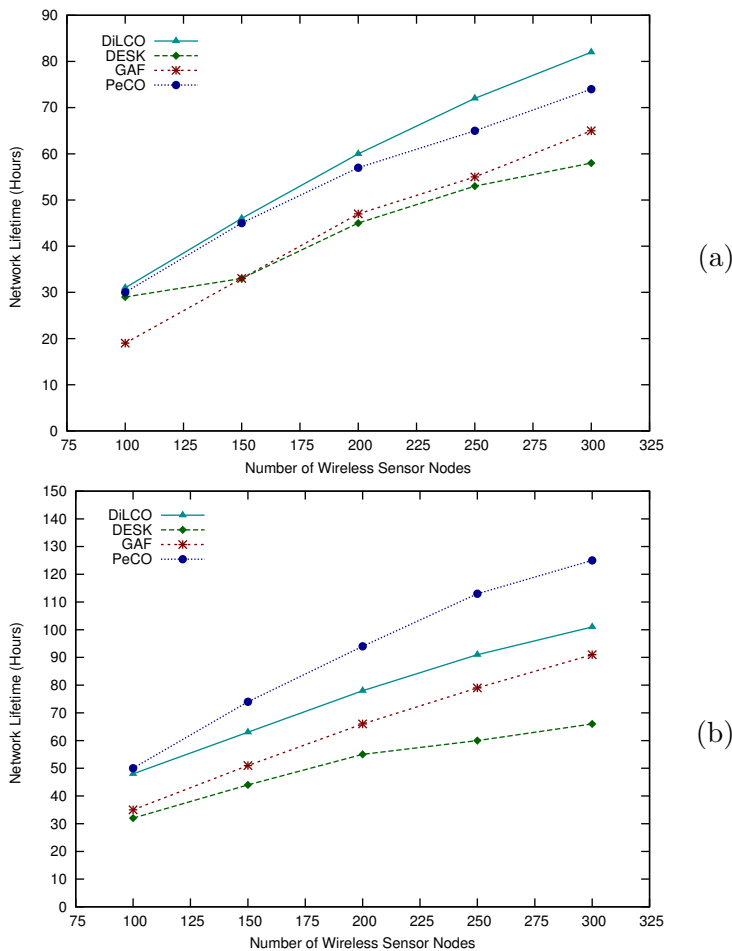 90
80
70
60
50
40
30
20
10
0
Network Lifetime (Hours)
DiLCO
DESK
GAF
PeCO
75 100 125 150 175 200 225 250 275 300 325
Number of Wireless Sensor Nodes
(a)
150
140
130
120
110
100
90
80
70
60
50
40
30
20
10
0
Network Lifetime (Hours)
DiLCO
DESK
GAF
PeCO
75 100 125 150 175 200 225 250 275 300 325
Number of Wireless Sensor Nodes
(b)